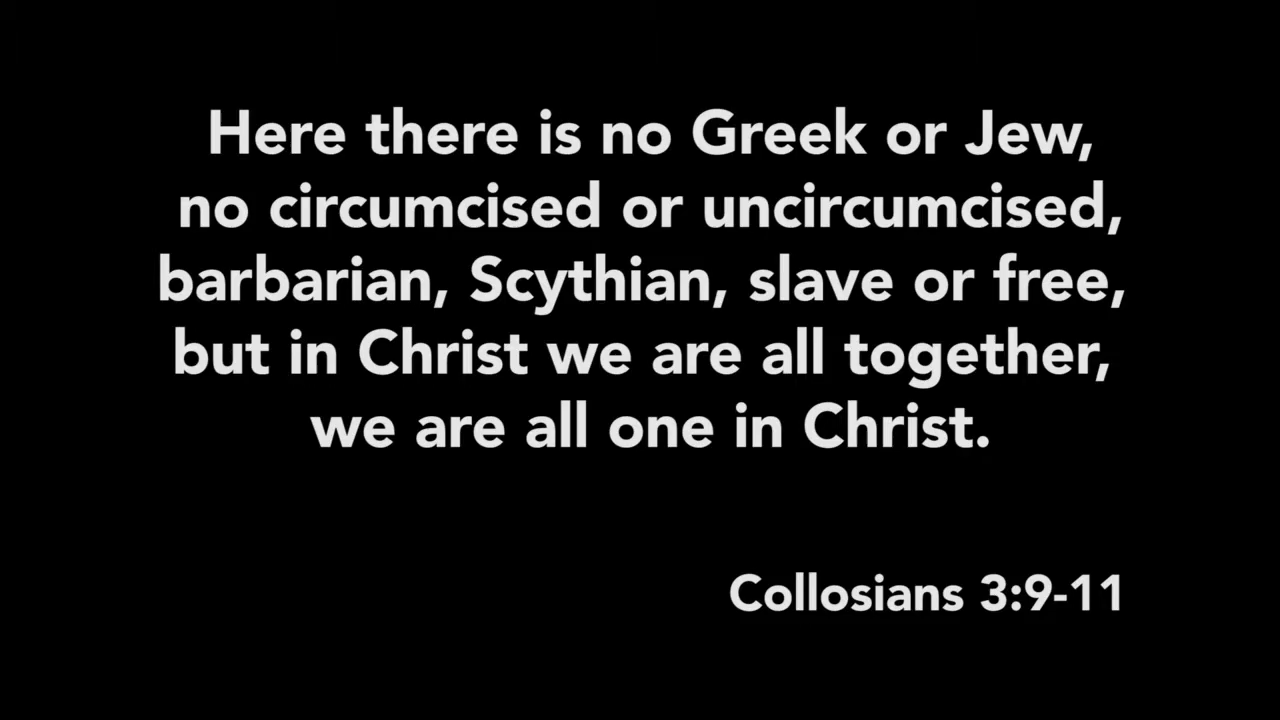 Here there is no Greek or Jew,
no circumcised or uncircumcised,
barbarian, Scythian, slave or free,
but in Christ we are all together,
we are all one in Christ.
Collosians 3:9-11